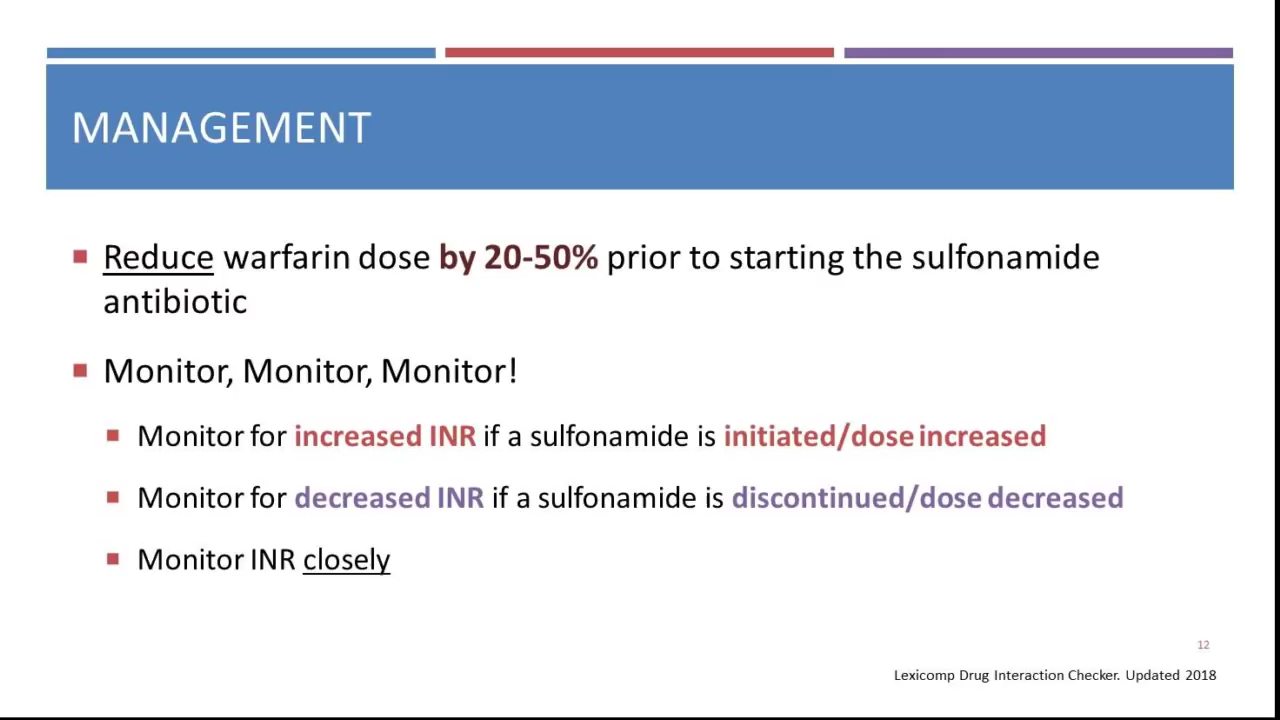 MANAGEMENT
Reduce warfarin dose by 20-50% prior to starting the sulfonamide
antibiotic
Monitor, Monitor, Monitor!
Monitor for increased INR if a sulfonamide is initiated/dose increased
Monitor for decreased INR if a sulfonamide is discontinued/dose decreased
Monitor INR closely
12
Lexicomp Drug Interaction Checker. Updated 2018